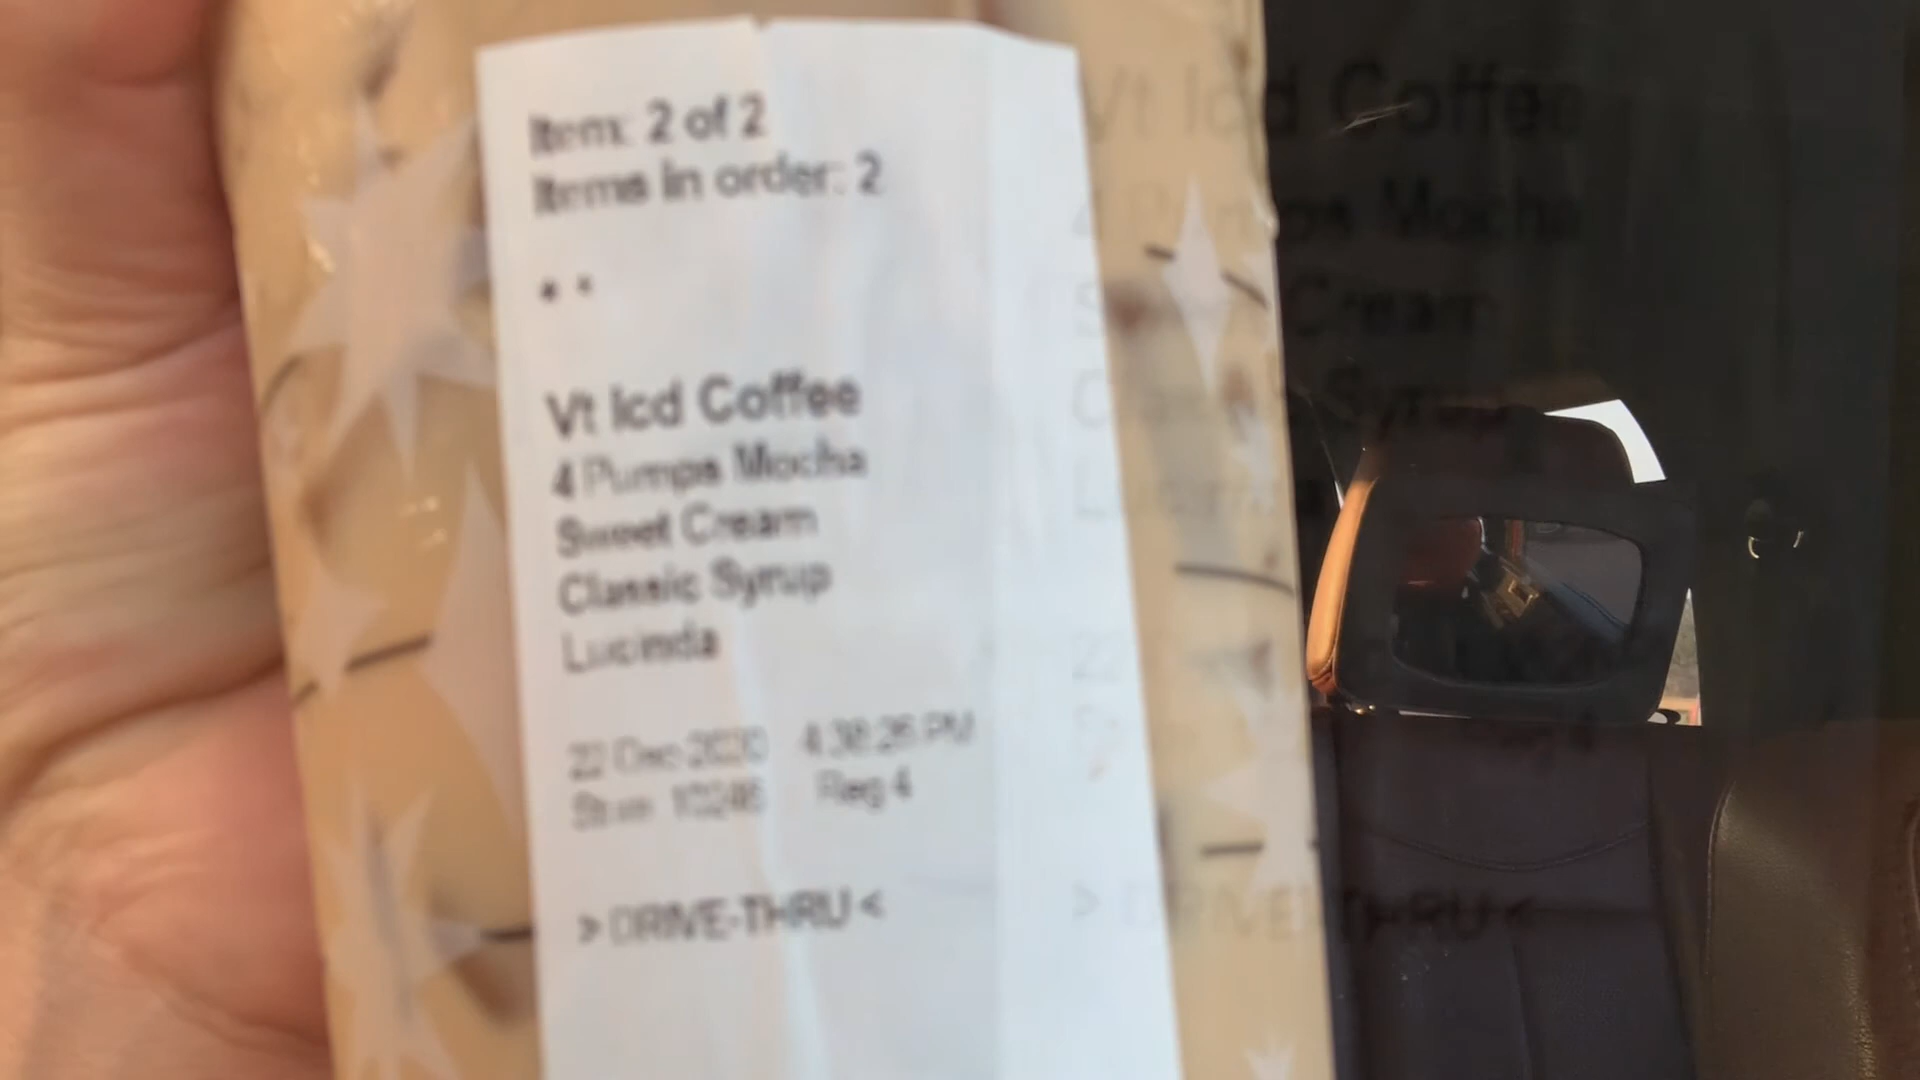 Item: 2 of 2
Items in order: 2
Vt Icd Coffee
4 Pumps Mocha
Sweet Cream
Classic Syrup
Lucinda
22 Dec 2020 4:38:26 PM
Reg 4
> DRIVE-THRU <